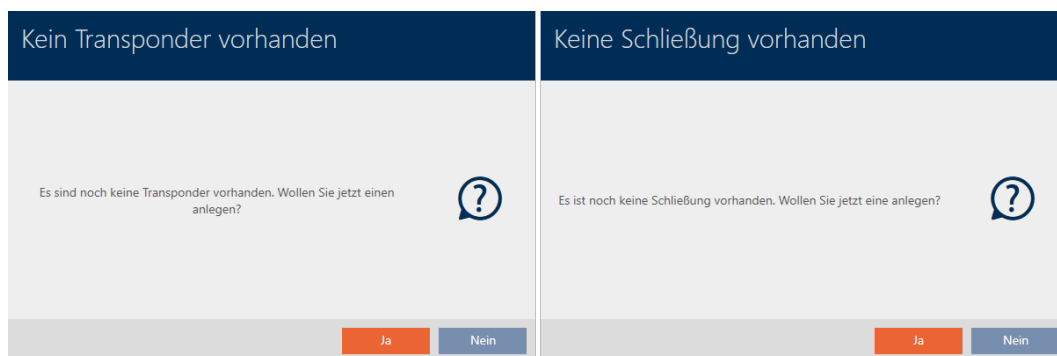 Kein Transponder vorhanden
Es sind noch keine Transponder vorhanden. Wollen Sie jetzt einen
anlegen?
Ja
Nein
Keine Schließung vorhanden
Es ist noch keine Schließung vorhanden. Wollen Sie jetzt eine anlegen?
Ja
Nein